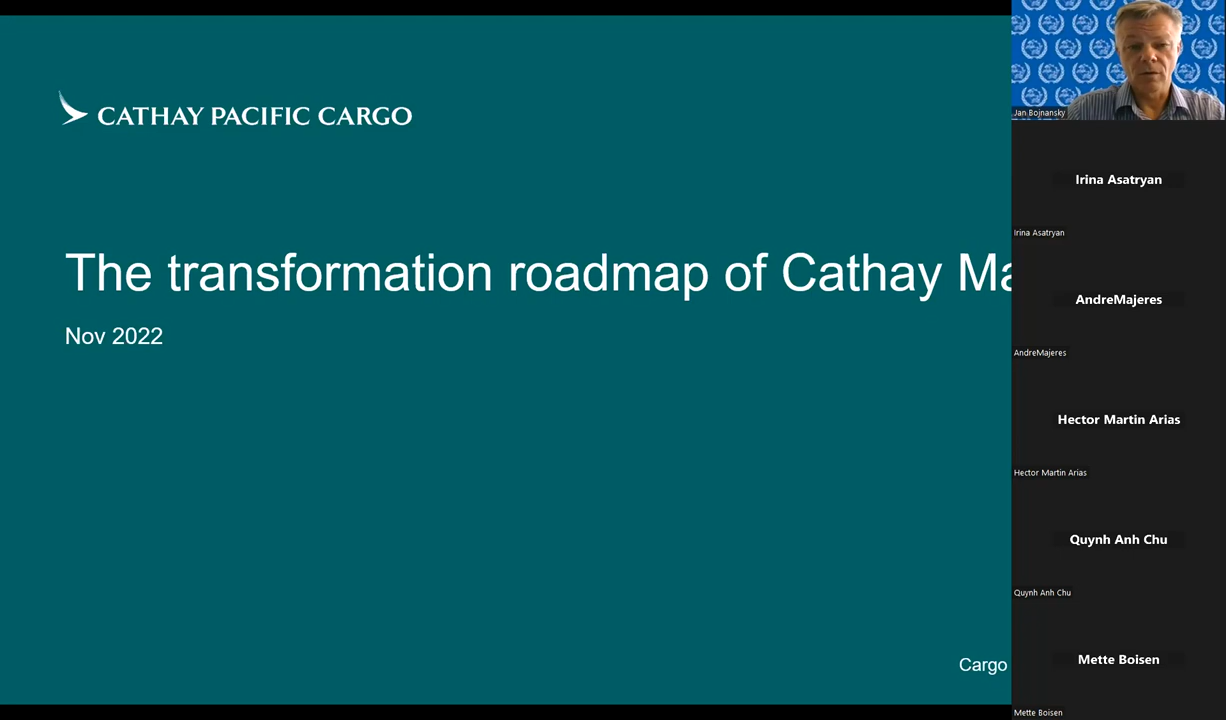 CATHAY PACIFIC CARGO
The transformation roadmap of Cathay Ma
Nov 2022
Cargo
Jan Bojnansky
Irina Asatryan
Irina Asatryan
AndreMajeres
AndreMajeres
Hector Martin Arias
Hector Martin Arias
Quynh Anh Chu
Quynh Anh Chu
Mette Boisen
Mette Boisen